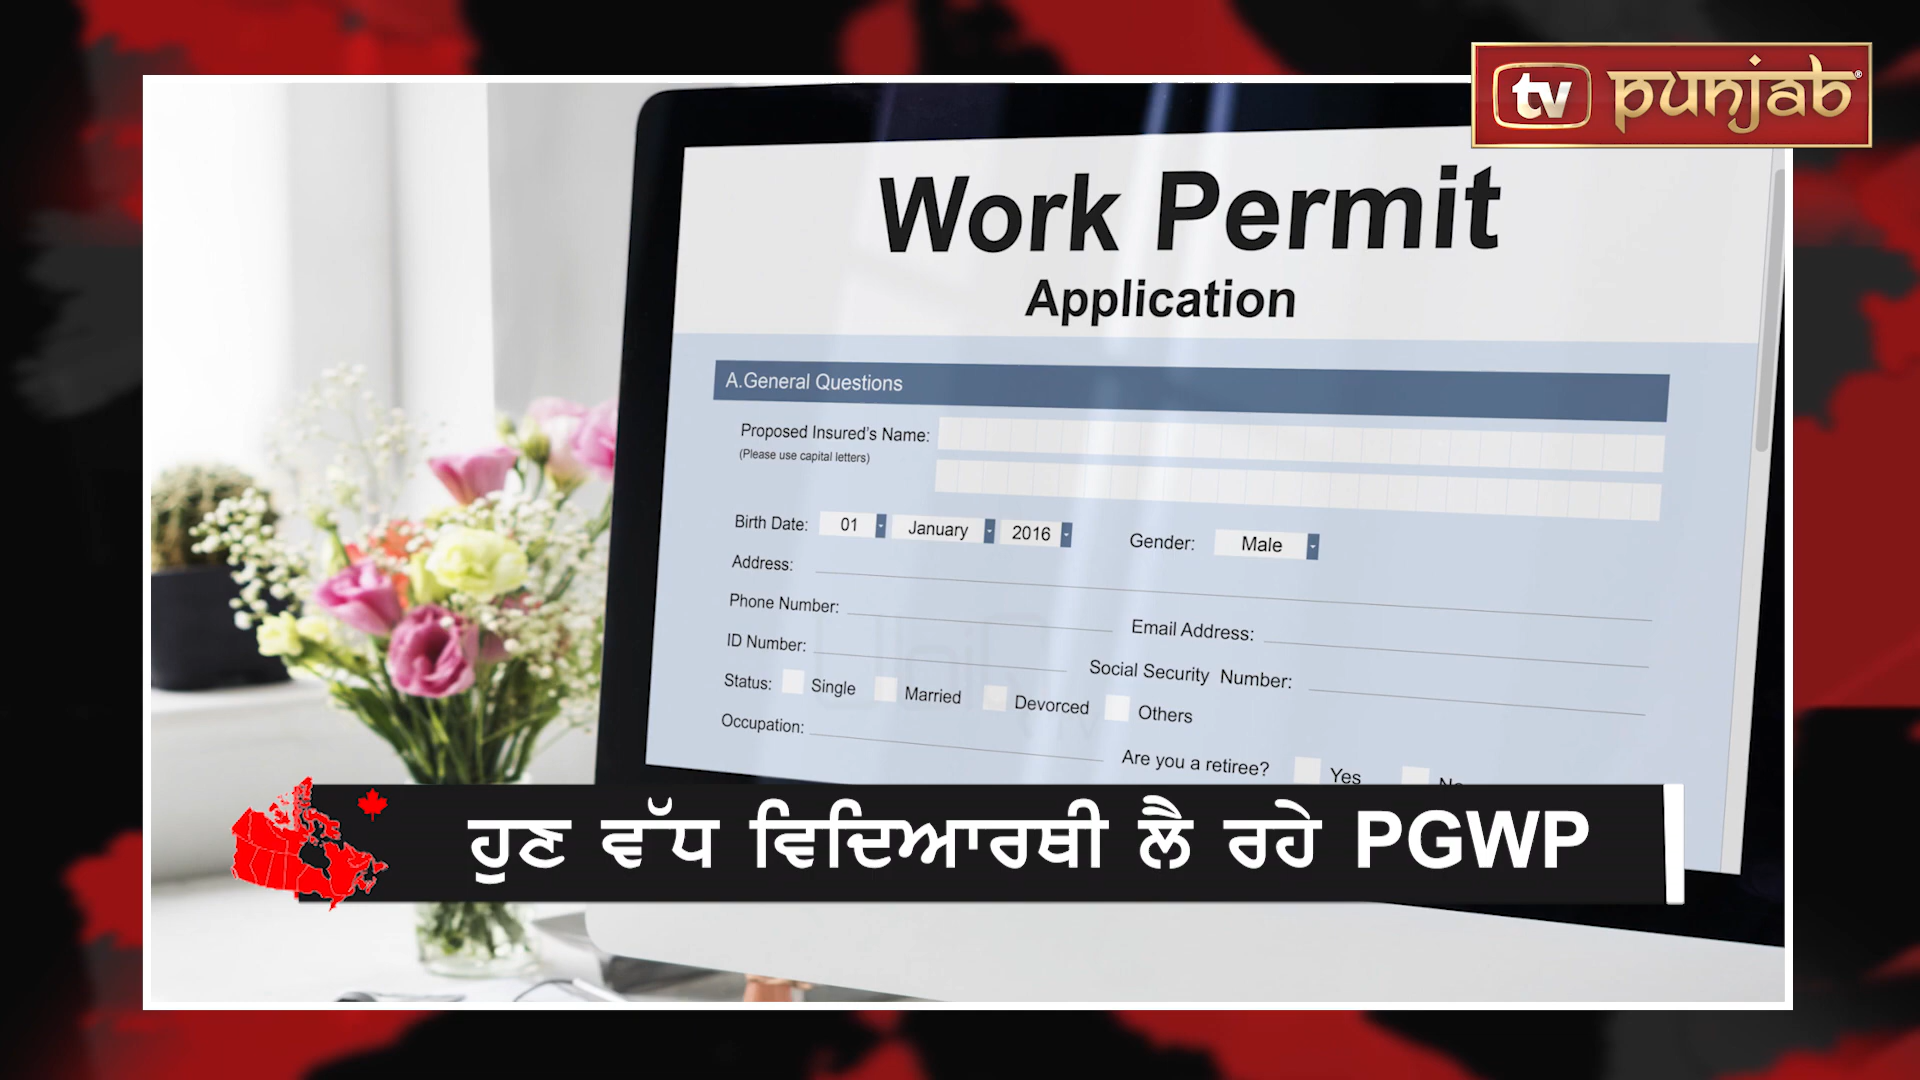 tv punjab®
Work Permit
Application
A.General Questions
Proposed Insured's Name:
(Please use capital letters)
Birth Date: 01 January 2016 Gender: Male
Address:
Phone Number: Email Address:
ID Number: Social Security Number:
Status: Single Married Devorced Others
Occupation: Are you a retiree? Yes No
ਹੁਣ ਵੱਧ ਵਿਦਿਆਰਥੀ ਲੈ ਰਹੇ PGWP